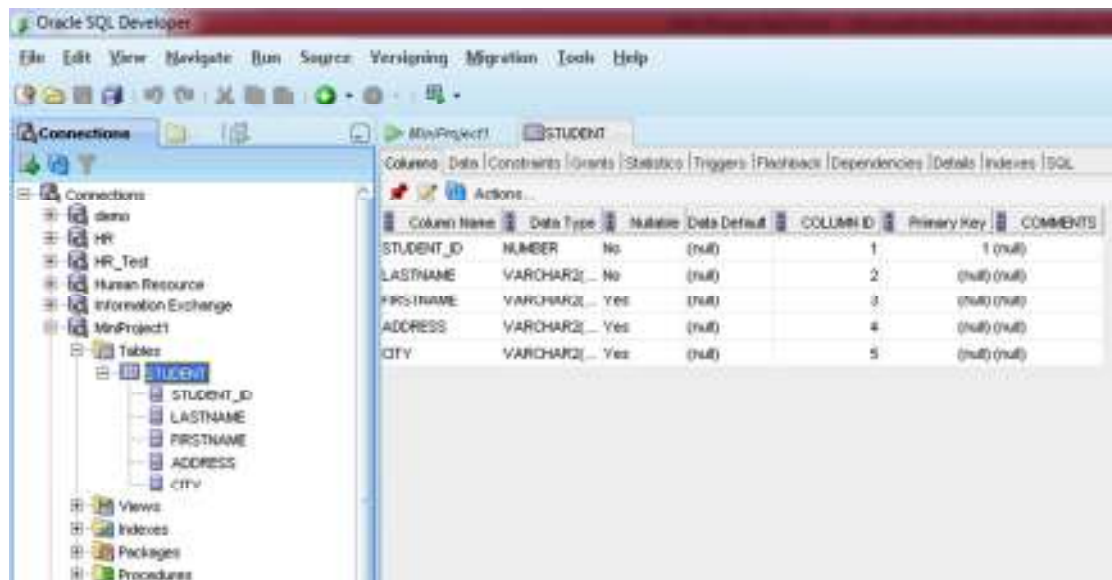 Oracle SQL Developer
File Edit View Navigate Run Source Versioning Migration Tools Help
Connections
MiniProject1 STUDENT
Columns Data Constraints Grants Statistics Triggers Flashback Dependencies Details Indexes SQL
Actions...
Column Name Data Type Nullable Data Default COLUMN ID Primary Key COMMENTS
STUDENT_ID NUMBER No (null) 1 1 (null)
LASTNAME VARCHAR2(... No (null) 2 (null) (null)
FIRSTNAME VARCHAR2(... Yes (null) 3 (null) (null)
ADDRESS VARCHAR2(... Yes (null) 4 (null) (null)
CITY VARCHAR2(... Yes (null) 5 (null) (null)
Connections
demo
HR
HR_Test
Human Resource
Information Exchange
MiniProject1
Tables
STUDENT
STUDENT_ID
LASTNAME
FIRSTNAME
ADDRESS
CITY
Views
Indexes
Packages
Procedures